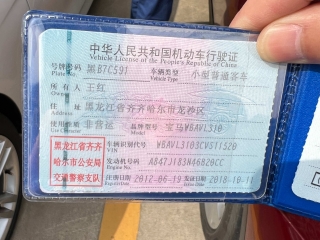 中华人民共和国机动车行驶证
Vehicle License of the People's Republic of China
号牌号码 黑B7C591 车辆类型 小型普通客车
Plate No. Vehicle Type
所有人 王红
住址 黑龙江省齐齐哈尔市龙沙区
使用性质 非营运 品牌型号 宝马WBAVL310
黑龙江省齐齐 车辆识别代号
VIN
哈尔市公安局 发动机号码 A847J183N46820CC
交通警察支队 注册日期 2012-06-19 发证日期 2018-10-11